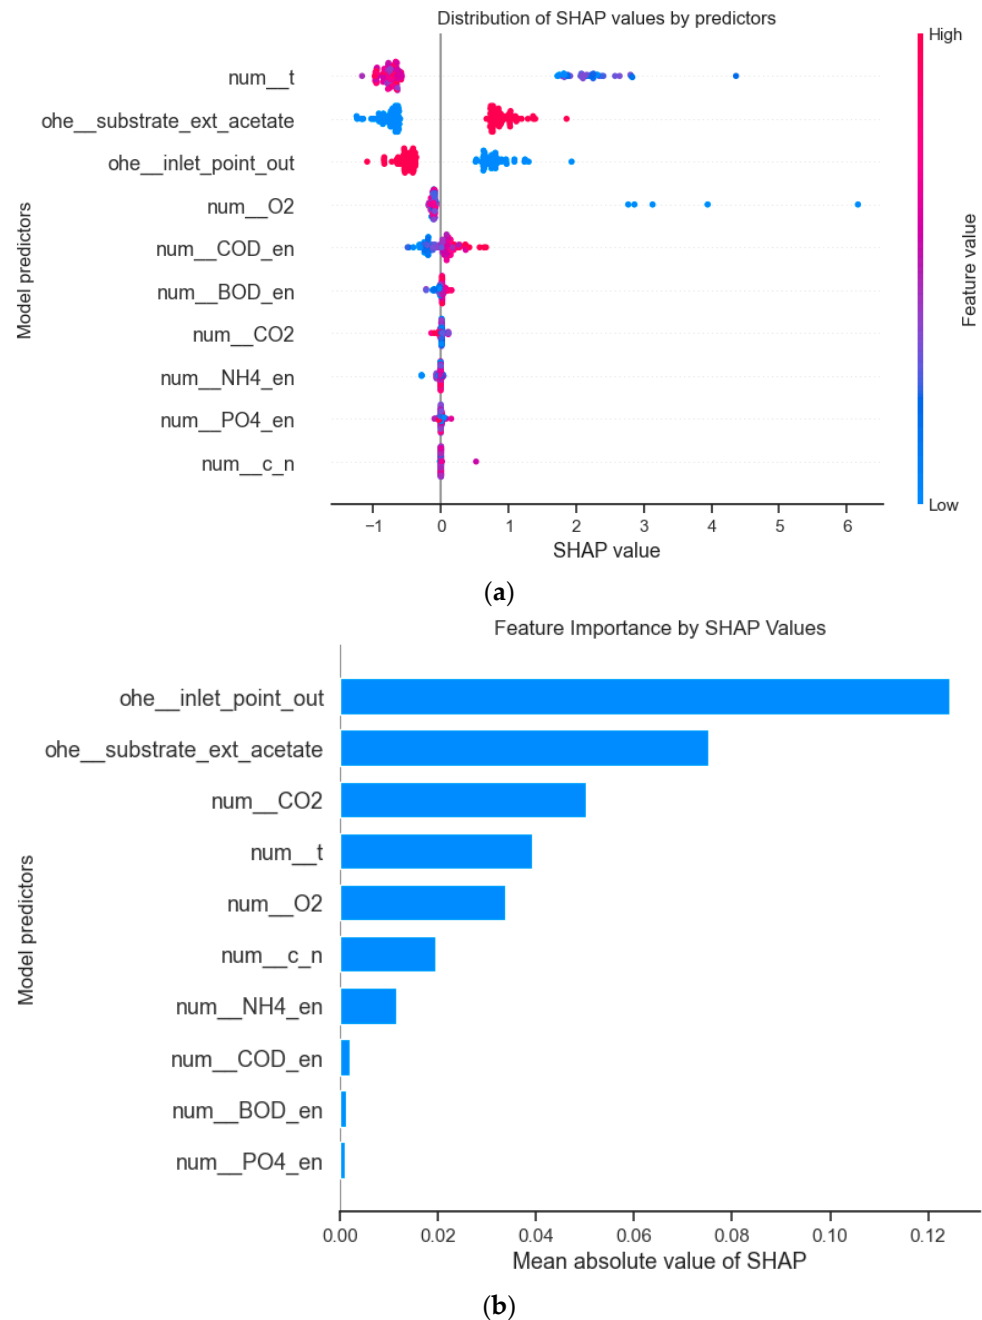 Distribution of SHAP values by predictors
High
num__t
ohe__substrate_ext_acetate
ohe__inlet_point_out
num__O2
num__COD_en
num__BOD_en
num__CO2
num__NH4_en
num__PO4_en
num__c_n
Model predictors
Feature value
Low
−1 0 1 2 3 4 5 6
SHAP value
(a)
Feature Importance by SHAP Values
ohe__inlet_point_out
ohe__substrate_ext_acetate
num__CO2
num__t
num__O2
num__c_n
num__NH4_en
num__COD_en
num__BOD_en
num__PO4_en
Model predictors
0.00 0.02 0.04 0.06 0.08 0.10 0.12
Mean absolute value of SHAP
(b)